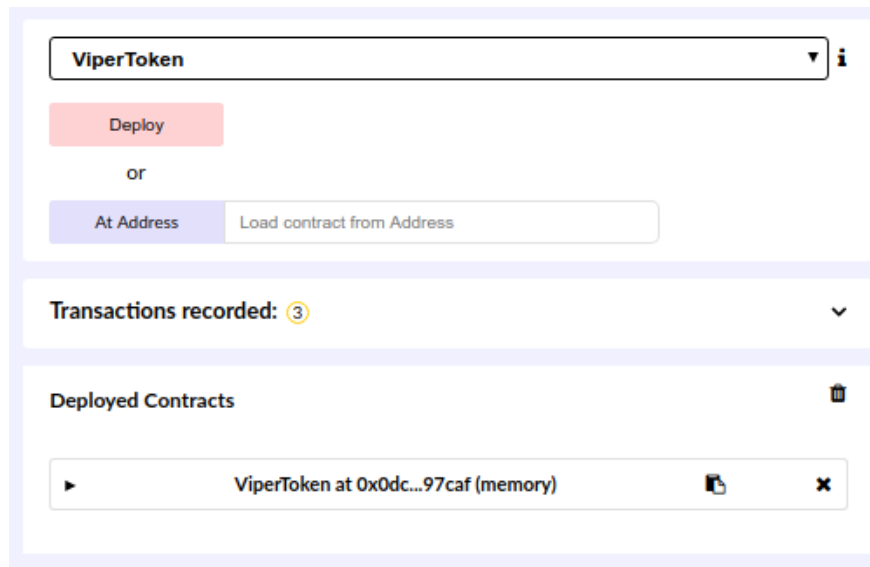 ViperToken
Deploy
or
At Address Load contract from Address
Transactions recorded: 3
Deployed Contracts
ViperToken at 0x0dc...97caf (memory)